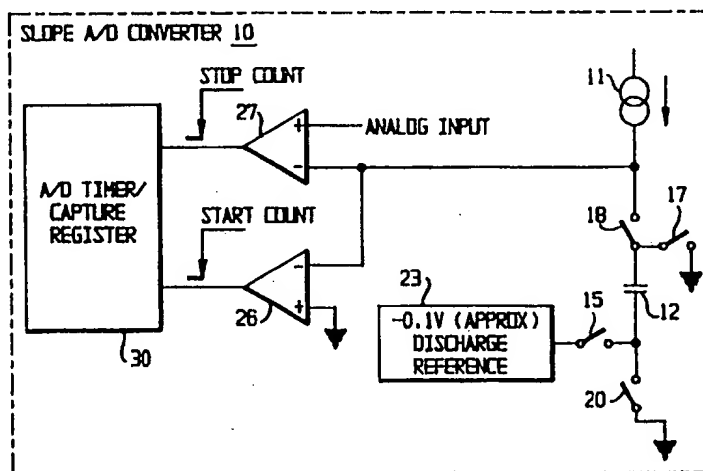 SLOPE A/D CONVERTER 10
STOP COUNT
27
ANALOG INPUT
11
A/D TIMER/
CAPTURE
REGISTER
START COUNT
18
17
23
12
-0.1V (APPROX)
DISCHARGE
REFERENCE
15
26
30
20
+
-
-
+